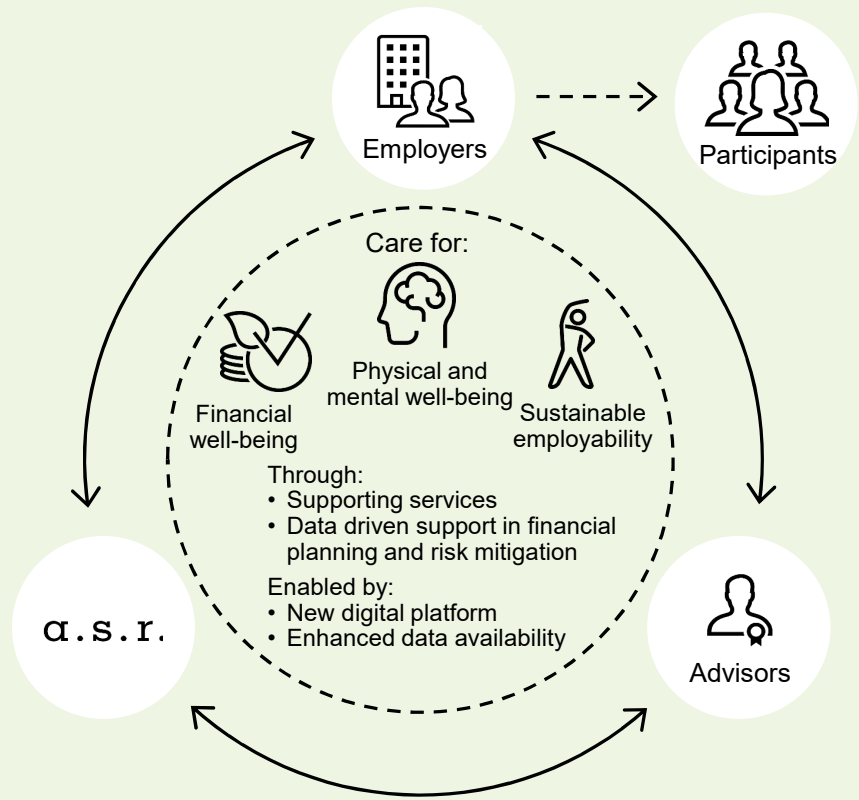 Employers
Participants
Care for:
Physical and
mental well-being
Financial
well-being
Sustainable
employability
Through:
• Supporting services
• Data driven support in financial
planning and risk mitigation
Enabled by:
• New digital platform
• Enhanced data availability
a.s.r.
Advisors